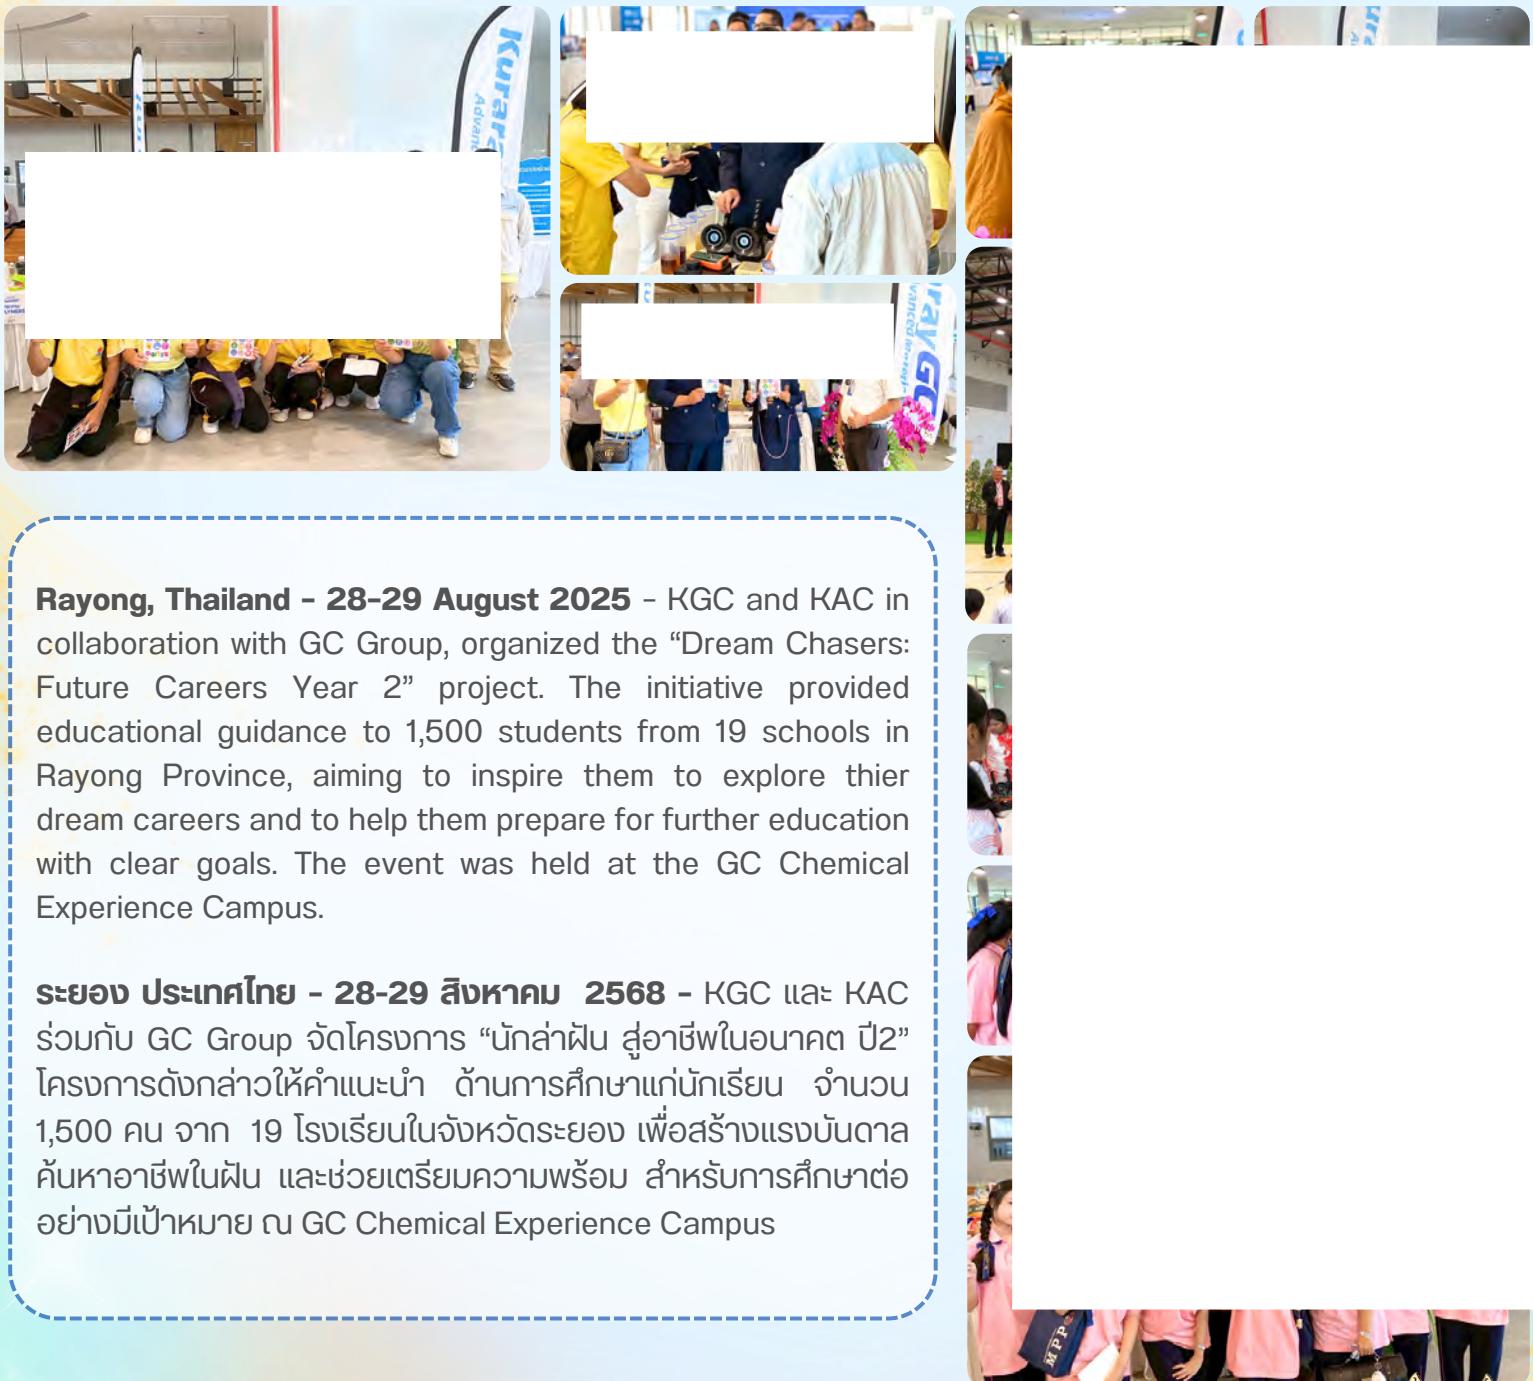 Kurar
Advan
KurayGC
vanced Materi
Rayong, Thailand - 28-29 August 2025 - KGC and KAC in
collaboration with GC Group, organized the “Dream Chasers:
Future Careers Year 2” project. The initiative provided
educational guidance to 1,500 students from 19 schools in
Rayong Province, aiming to inspire them to explore thier
dream careers and to help them prepare for further education
with clear goals. The event was held at the GC Chemical
Experience Campus.
ระยอง ประเทศไทย - 28-29 สิงหาคม 2568 - KGC และ KAC
ร่วมกับ GC Group จัดโครงการ “นักล่าฝัน สู่อาชีพในอนาคต ปี2”
โครงการดังกล่าวให้คำแนะนำ ด้านการศึกษาแก่นักเรียน จำนวน
1,500 คน จาก 19 โรงเรียนในจังหวัดระยอง เพื่อสร้างแรงบันดาล
ค้นหาอาชีพในฝัน และช่วยเตรียมความพร้อม สำหรับการศึกษาต่อ
อย่างมีเป้าหมาย ณ GC Chemical Experience Campus
MPP